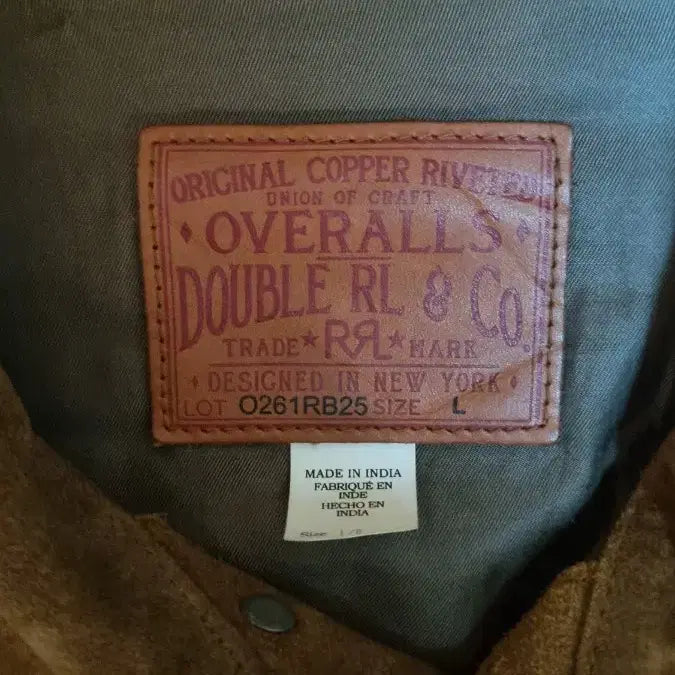 ORIGINAL COPPER RIVETED
UNION OF CRAFT
OVERALLS
DOUBLE RL & CO.
TRADE ★ RRL ★ MARK
DESIGNED IN NEW YORK
LOT O261RB25 SIZE L
MADE IN INDIA
FABRIQUÉ EN
INDE
HECHO EN
INDIA
Size